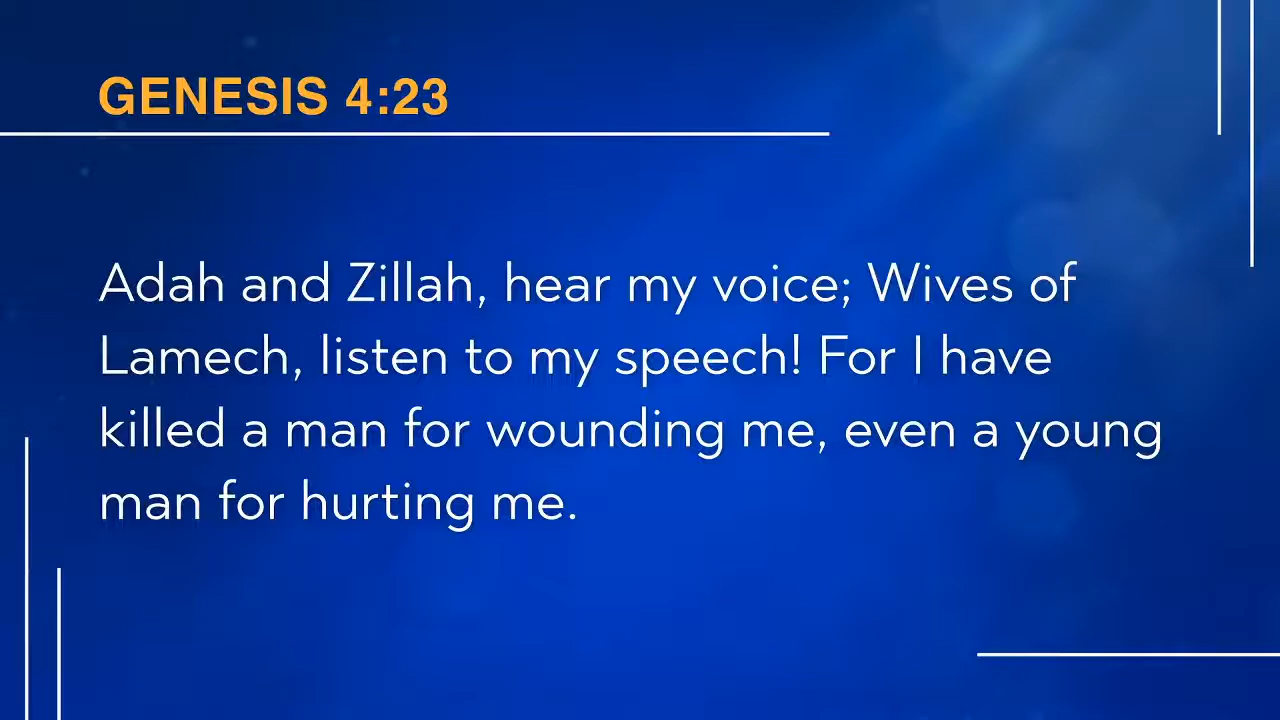 GENESIS 4:23
Adah and Zillah, hear my voice; Wives of
Lamech, listen to my speech! For I have
killed a man for wounding me, even a young
man for hurting me.